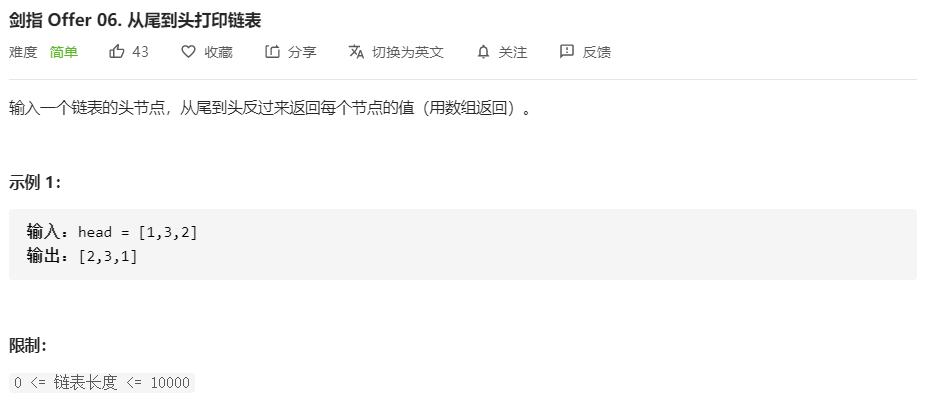 剑指 Offer 06. 从尾到头打印链表
难度 简单 43 收藏 分享 切换为英文 关注 反馈
输入一个链表的头节点，从尾到头反过来返回每个节点的值（用数组返回）。
示例 1：
输入：head = [1,3,2]
输出：[2,3,1]
限制：
0 <= 链表长度 <= 10000